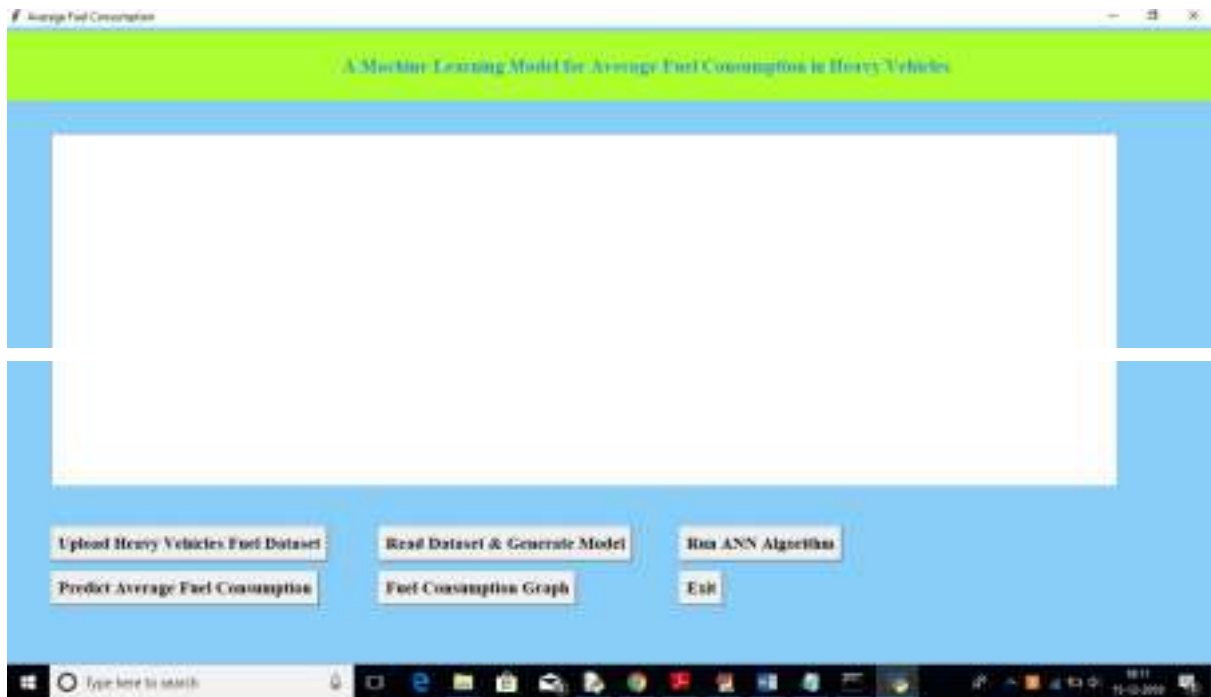 Average Fuel Consumption
A Machine Learning Model for Average Fuel Consumption in Heavy Vehicles
Upload Heavy Vehicles Fuel Dataset
Read Dataset & Generate Model
Run ANN Algorithm
Predict Average Fuel Consumption
Fuel Consumption Graph
Exit
Type here to search